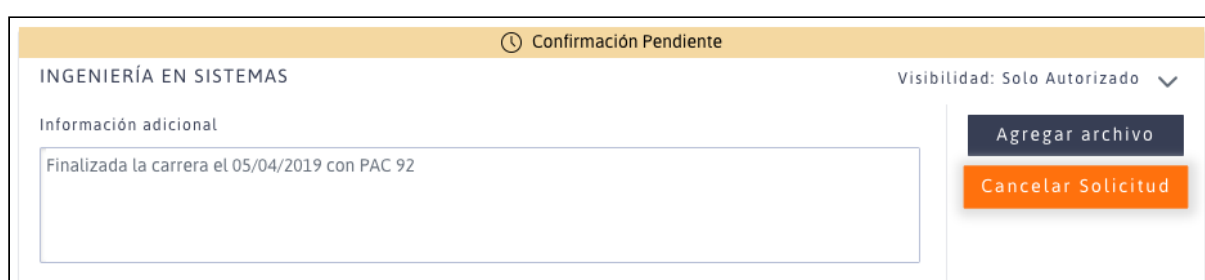 Confirmación Pendiente
INGENIERÍA EN SISTEMAS
Visibilidad: Solo Autorizado
Información adicional
Agregar archivo
Finalizada la carrera el 05/04/2019 con PAC 92
Cancelar Solicitud